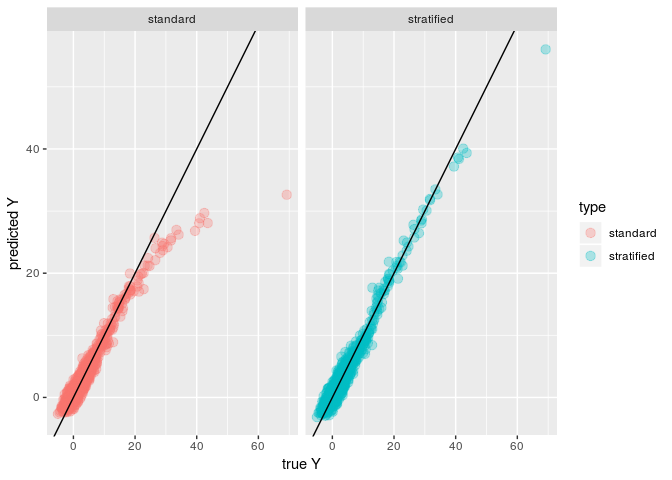 standard stratified
predicted Y
40
20
0
0 20 40 60 0 20 40 60
true Y
type
standard
stratified